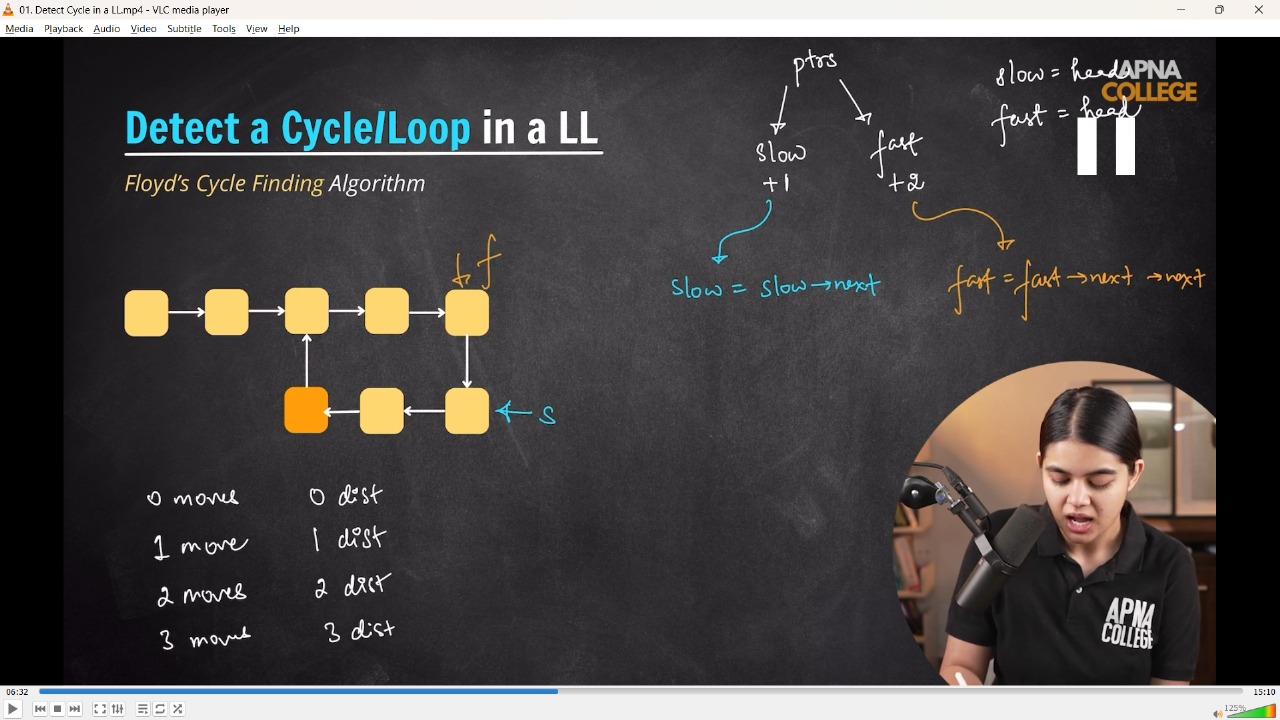 01. Detect Cycle in a LL.mp4 - VLC media player
Media Playback Audio Video Subtitle Tools View Help
ptrs
slow = head
fast = head
APNA
COLLEGE
Detect a Cycle/Loop in a LL
Floyd's Cycle Finding Algorithm
slow
+1
fast
+2
slow = slow→next
fast = fast→next→next
f
s
0 moves 0 dist
1 move 1 dist
2 moves 2 dist
3 moves 3 dist
APNA
COLLEGE
06:32
15:10
125%